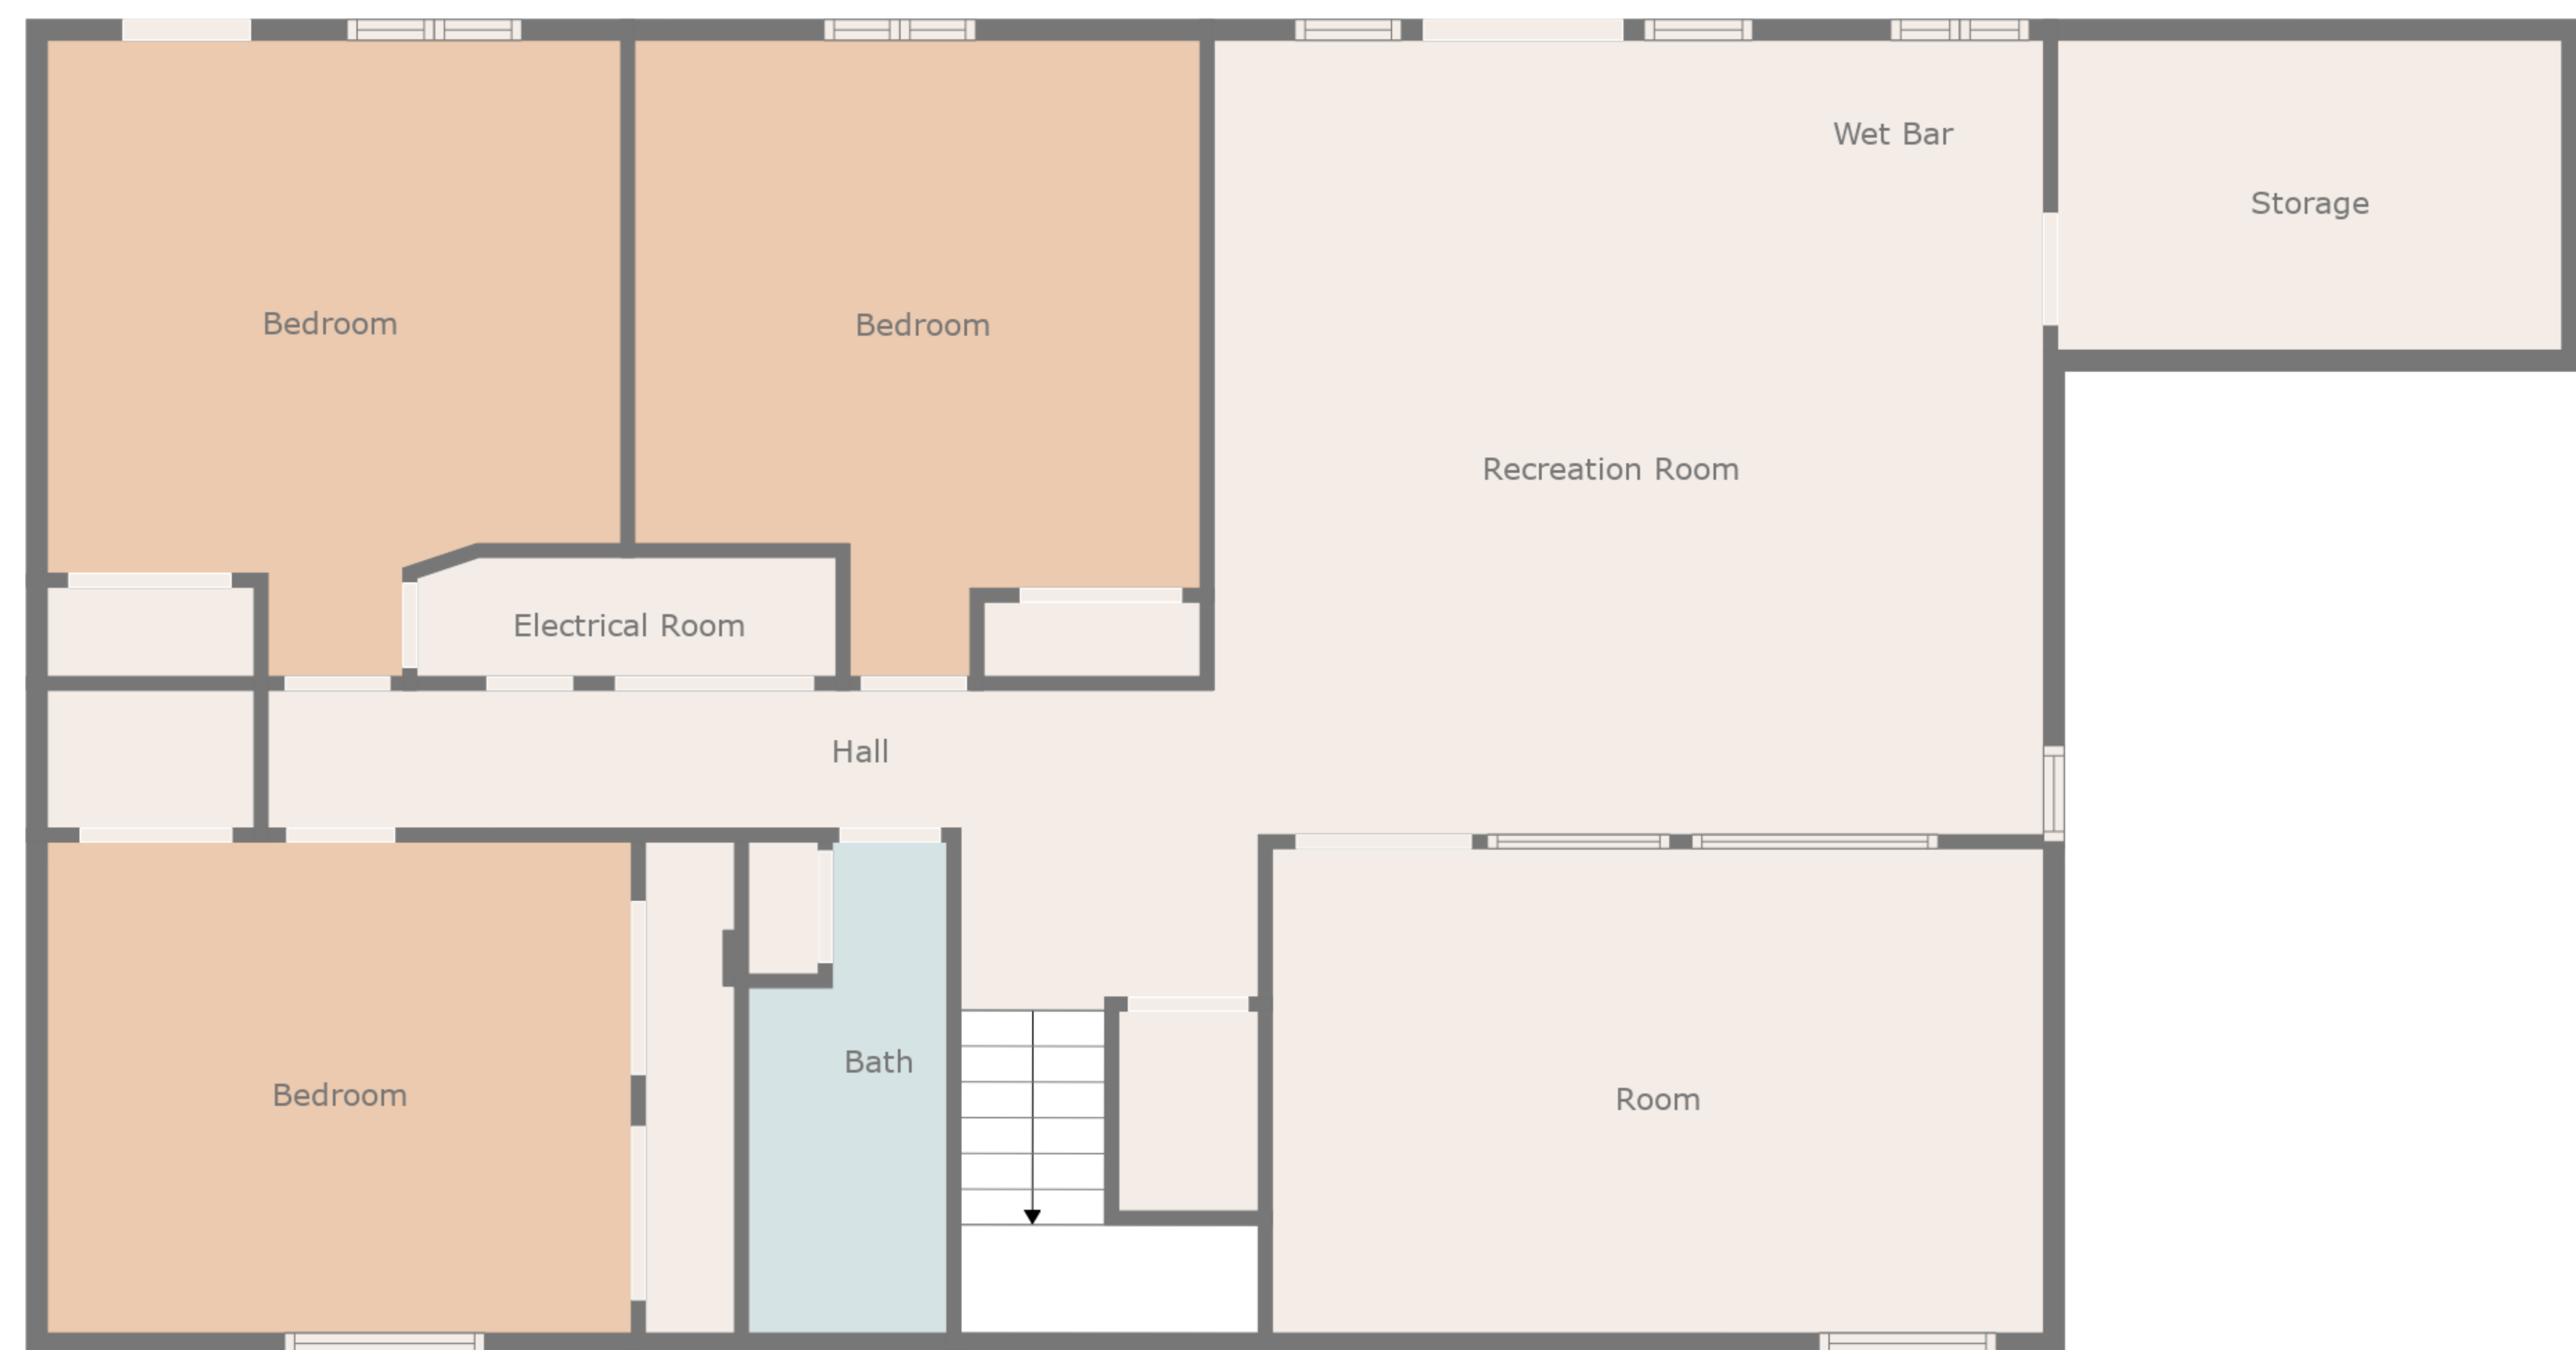 Wet Bar
Storage
Bedroom
Bedroom
Recreation Room
Electrical Room
Hall
Bath
Bedroom
Room